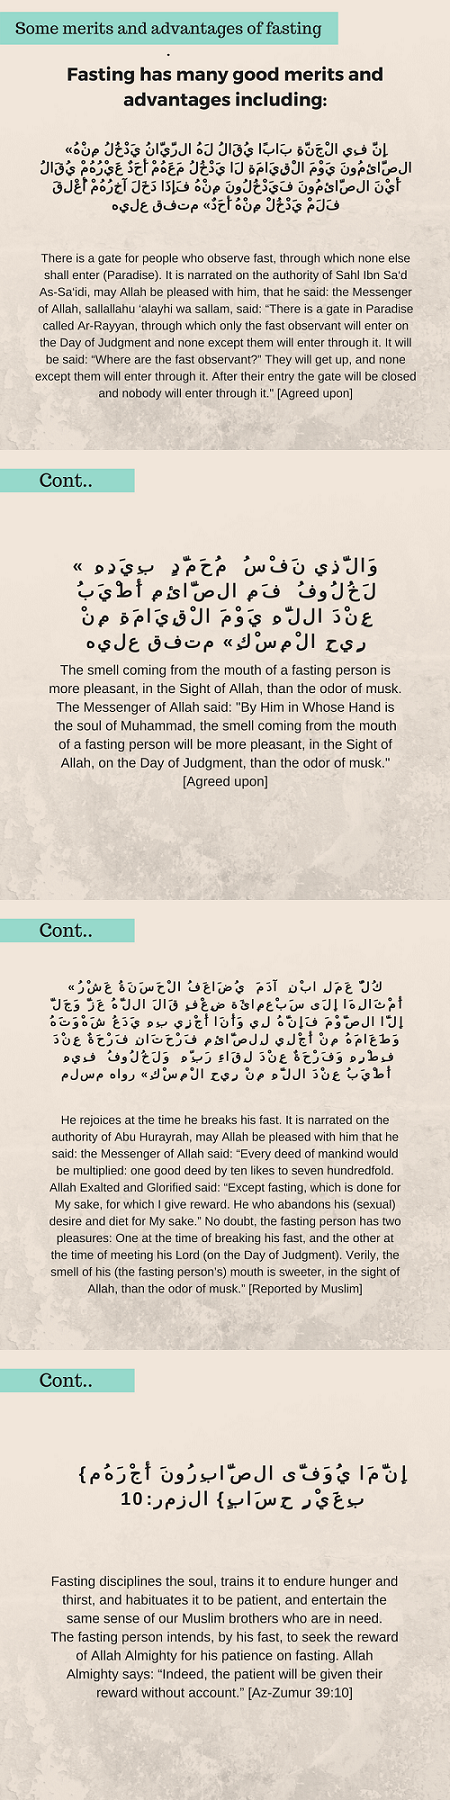 Some merits and advantages of fasting
Fasting has many good merits and
advantages including:
«إِنَّ فِي الْجَنَّةِ بَابًا يُقَالُ لَهُ الرَّيَّانُ يَدْخُلُ مِنْهُ
الصَّائِمُونَ يَوْمَ الْقِيَامَةِ لَا يَدْخُلُ مَعَهُمْ أَحَدٌ غَيْرُهُمْ يُقَالُ
أَيْنَ الصَّائِمُونَ فَيَدْخُلُونَ مِنْهُ فَإِذَا دَخَلَ آخِرُهُمْ أُغْلِقَ
فَلَمْ يَدْخُلْ مِنْهُ أَحَدٌ» متفق عليه
There is a gate for people who observe fast, through which none else
shall enter (Paradise). It is narrated on the authority of Sahl Ibn Sa‘d
As-Sa‘idi, may Allah be pleased with him, that he said: the Messenger
of Allah, sallallahu ‘alayhi wa sallam, said: “There is a gate in Paradise
called Ar-Rayyan, through which only the fast observant will enter on
the Day of Judgment and none except them will enter through it. It will
be said: “Where are the fast observant?” They will get up, and none
except them will enter through it. After their entry the gate will be closed
and nobody will enter through it." [Agreed upon]
Cont..
« وَالَّذِي نَفْسُ مُحَمَّدٍ بِيَدِهِ
لَخُلُوفُ فَمِ الصَّائِمِ أَطْيَبُ
عِنْدَ اللَّهِ يَوْمَ الْقِيَامَةِ مِنْ
رِيحِ الْمِسْكِ» متفق عليه
The smell coming from the mouth of a fasting person is
more pleasant, in the Sight of Allah, than the odor of musk.
The Messenger of Allah said: "By Him in Whose Hand is
the soul of Muhammad, the smell coming from the mouth
of a fasting person will be more pleasant, in the Sight of
Allah, on the Day of Judgment, than the odor of musk."
[Agreed upon]
Cont..
«كُلُّ عَمَلِ ابْنِ آدَمَ يُضَاعَفُ الْحَسَنَةُ عَشْرُ
أَمْثَالِهَا إِلَى سَبْعِمِائَة ضِعْفٍ قَالَ اللَّهُ عَزَّ وَجَلَّ
إِلَّا الصَّوْمَ فَإِنَّهُ لِي وَأَنَا أَجْزِي بِهِ يَدَعُ شَهْوَتَهُ
وَطَعَامَهُ مِنْ أَجْلِي لِلصَّائِمِ فَرْحَتَانِ فَرْحَةٌ عِنْدَ
فِطْرِهِ وَفَرْحَةٌ عِنْدَ لِقَاءِ رَبِّهِ وَلَخُلُوفُ فِيهِ
أَطْيَبُ عِنْدَ اللَّهِ مِنْ رِيحِ الْمِسْكِ» رواه مسلم
He rejoices at the time he breaks his fast. It is narrated on the
authority of Abu Hurayrah, may Allah be pleased with him that he
said: the Messenger of Allah said: “Every deed of mankind would
be multiplied: one good deed by ten likes to seven hundredfold.
Allah Exalted and Glorified said: “Except fasting, which is done for
My sake, for which I give reward. He who abandons his (sexual)
desire and diet for My sake.” No doubt, the fasting person has two
pleasures: One at the time of breaking his fast, and the other at
the time of meeting his Lord (on the Day of Judgment). Verily, the
smell of his (the fasting person’s) mouth is sweeter, in the sight of
Allah, than the odor of musk.” [Reported by Muslim]
Cont..
{إِنَّمَا يُوَفَّى الصَّابِرُونَ أَجْرَهُم
بِغَيْرِ حِسَابٍ} الزمر: 10
Fasting disciplines the soul, trains it to endure hunger and
thirst, and habituates it to be patient, and entertain the
same sense of our Muslim brothers who are in need.
The fasting person intends, by his fast, to seek the reward
of Allah Almighty for his patience on fasting. Allah
Almighty says: “Indeed, the patient will be given their
reward without account.” [Az-Zumur 39:10]